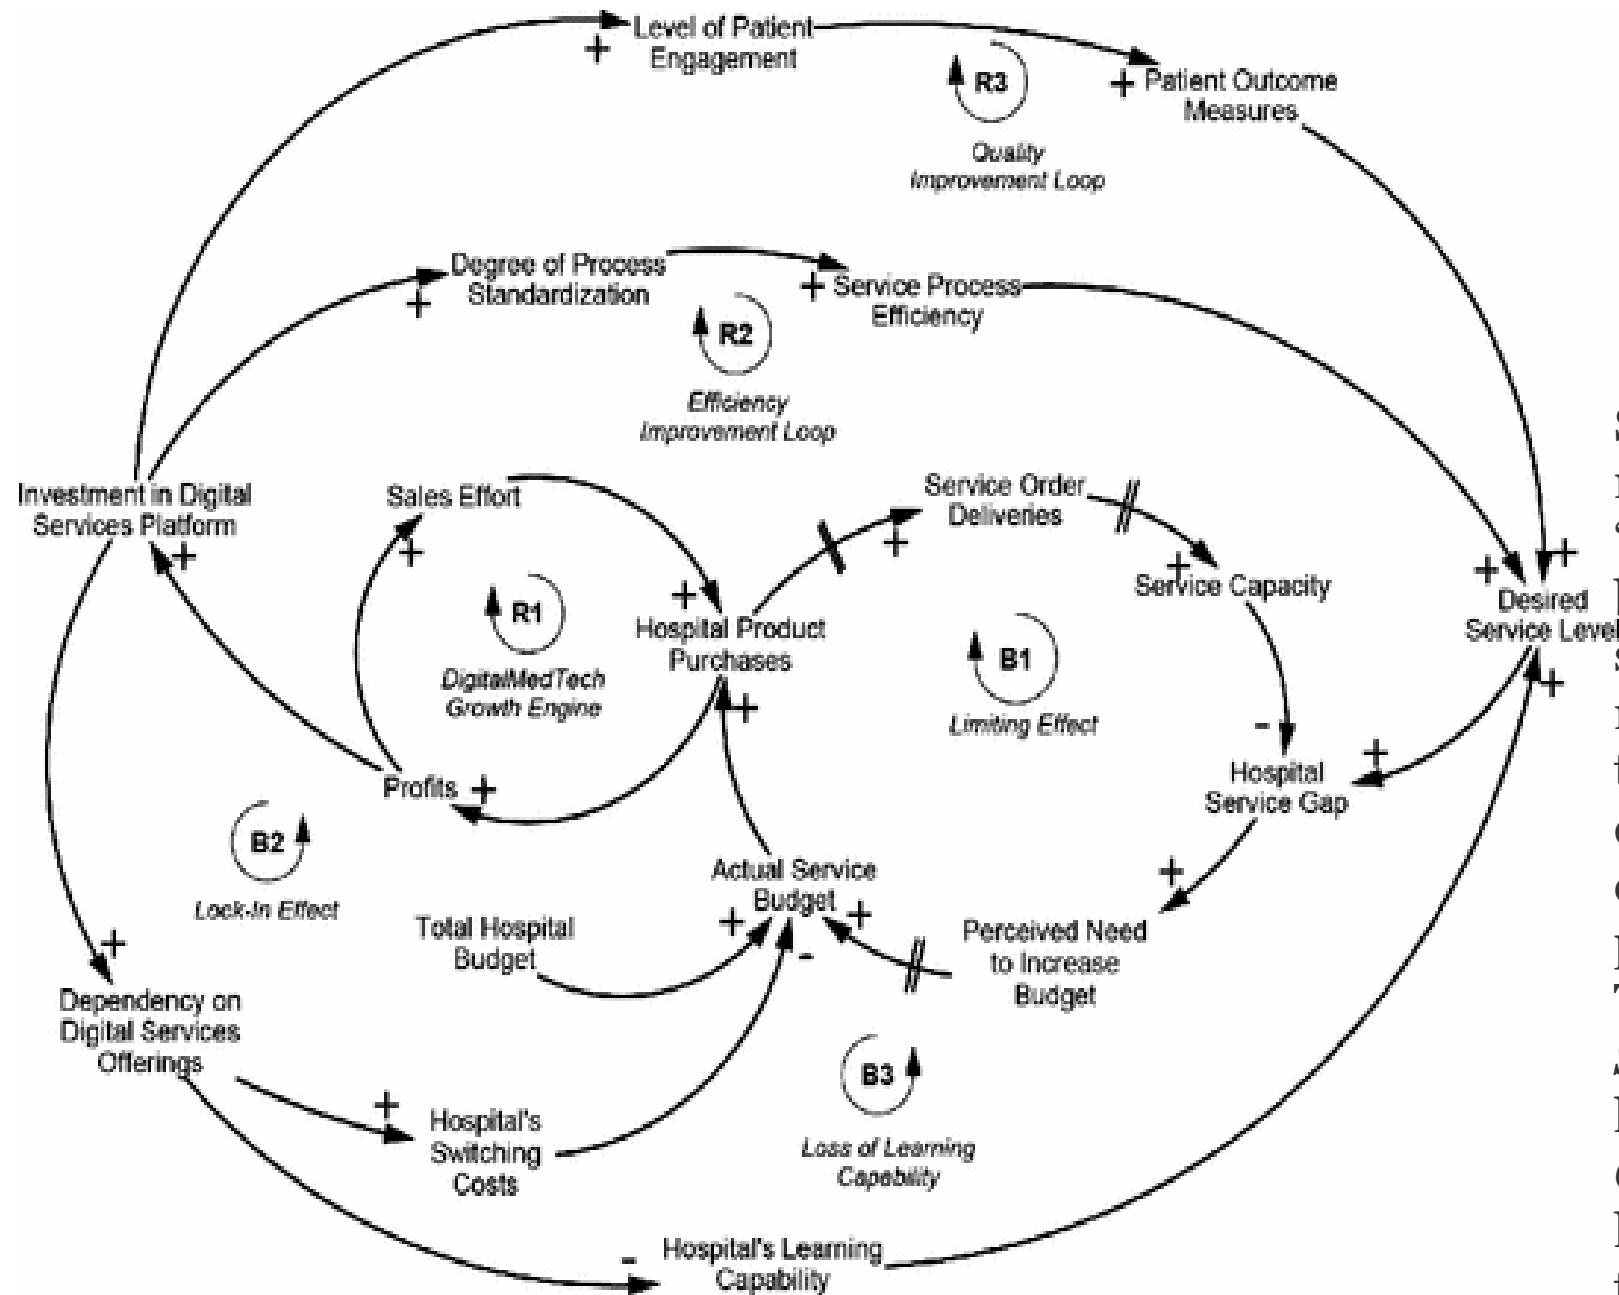 Level of Patient
Engagement
+
R3
+
Patient Outcome
Measures
Quality
Improvement Loop
Degree of Process
Standardization
+
+
Service Process
Efficiency
R2
Efficiency
Improvement Loop
Investment in Digital
Services Platform
+
Sales Effort
+
Service Order
Deliveries
+
+
Service Capacity
+
+
Desired
Service Level
+
R1
DigitalMedTech
Growth Engine
+
Hospital Product
Purchases
+
B1
Limiting Effect
-
+
Hospital
Service Gap
Profits
+
B2
Lock-In Effect
Actual Service
Budget
+
+
-
+
Total Hospital
Budget
Perceived Need
to Increase
Budget
+
Dependency on
Digital Services
Offerings
B3
Loss of Learning
Capability
+
Hospital's
Switching
Costs
-
Hospital's Learning
Capability